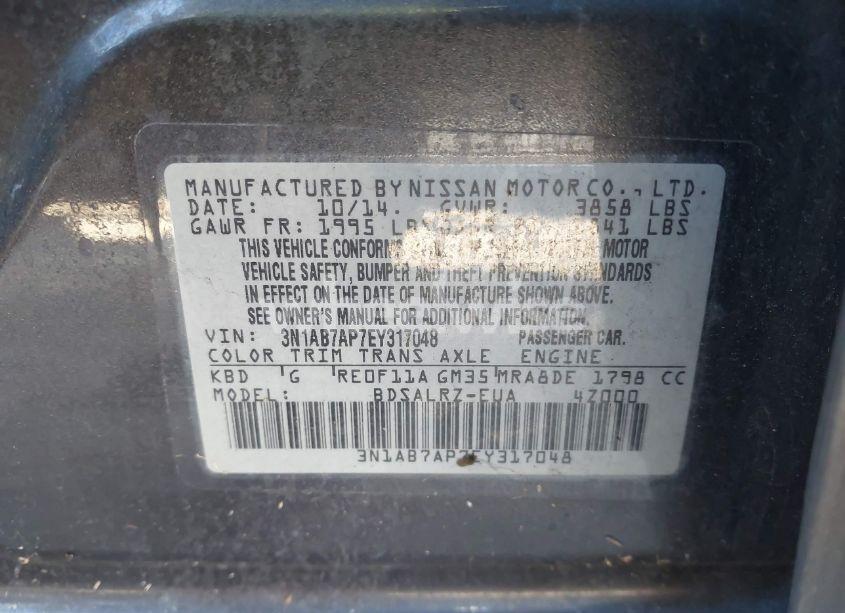 MANUFACTURED BY NISSAN MOTOR CO., LTD.
DATE: 10/14. GVWR: 3858 LBS
GAWR FR: 1995 41 LBS
THIS VEHICLE CONFORMS MOTOR
VEHICLE SAFETY, BUMPER AND THEFT PREVENTION STANDARDS
IN EFFECT ON THE DATE OF MANUFACTURE SHOWN ABOVE.
SEE OWNER'S MANUAL FOR ADDITIONAL INFORMATION.
VIN: 3N1AB7AP7EY317048 PASSENGER CAR.
COLOR TRIM TRANS AXLE ENGINE
KBD G RE0F11A GM35 MRA8DE 1798 CC
MODEL: BDSALRZ-EUA 4Z000
3N1AB7AP7EY317048